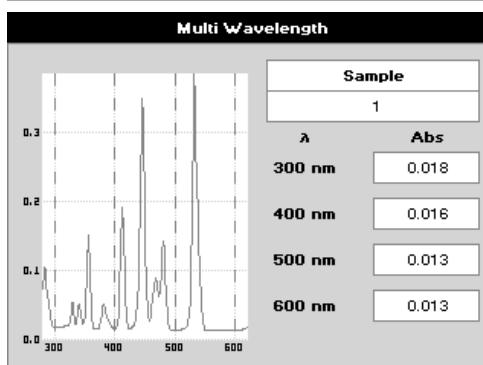 Multi Wavelength
Sample
1
λ Abs
300 nm 0.018
400 nm 0.016
500 nm 0.013
600 nm 0.013
0.3
0.2
0.1
0.0
300 400 500 600